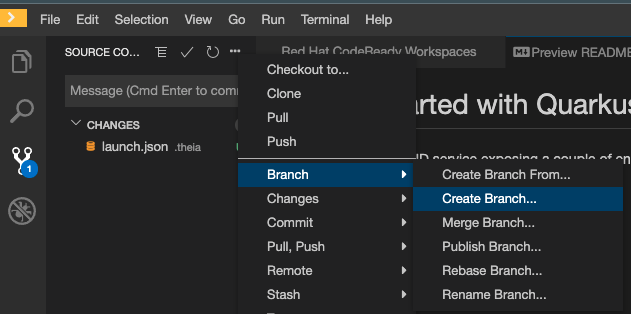 File Edit Selection View Go Run Terminal Help
SOURCE CO...
Red Hat CodeReady Workspaces
Preview README
Message (Cmd Enter to com
CHANGES
launch.json .theia
1
Checkout to...
Clone
Pull
Push
Branch
Changes
Commit
Pull, Push
Remote
Stash
Create Branch From...
Create Branch...
Merge Branch...
Publish Branch...
Rebase Branch...
Rename Branch...
arted with Quarkus
service exposing a couple of en